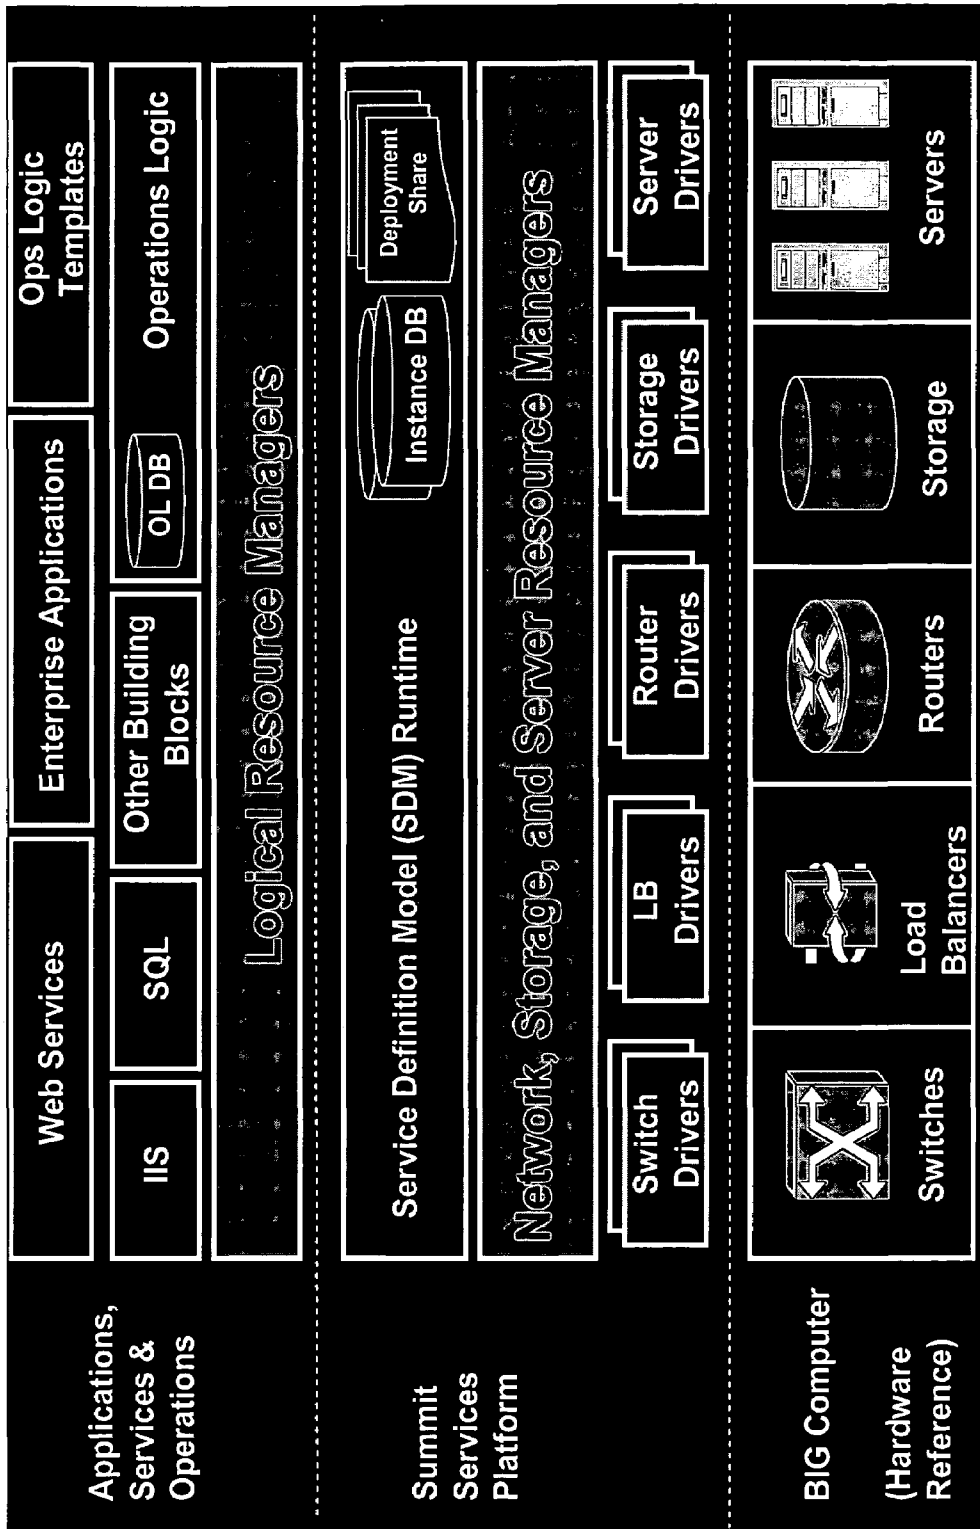 Applications,
Services &
Operations
Web Services
Enterprise Applications
Ops Logic
Templates
IIS
SQL
Other Building
Blocks
OL DB
Operations Logic
Logical Resource Managers
Summit
Services
Platform
Service Definition Model (SDM) Runtime
Instance DB
Deployment
Share
Network, Storage, and Server Resource Managers
Switch
Drivers
LB
Drivers
Router
Drivers
Storage
Drivers
Server
Drivers
BIG Computer
(Hardware
Reference)
Switches
Load
Balancers
Routers
Storage
Servers